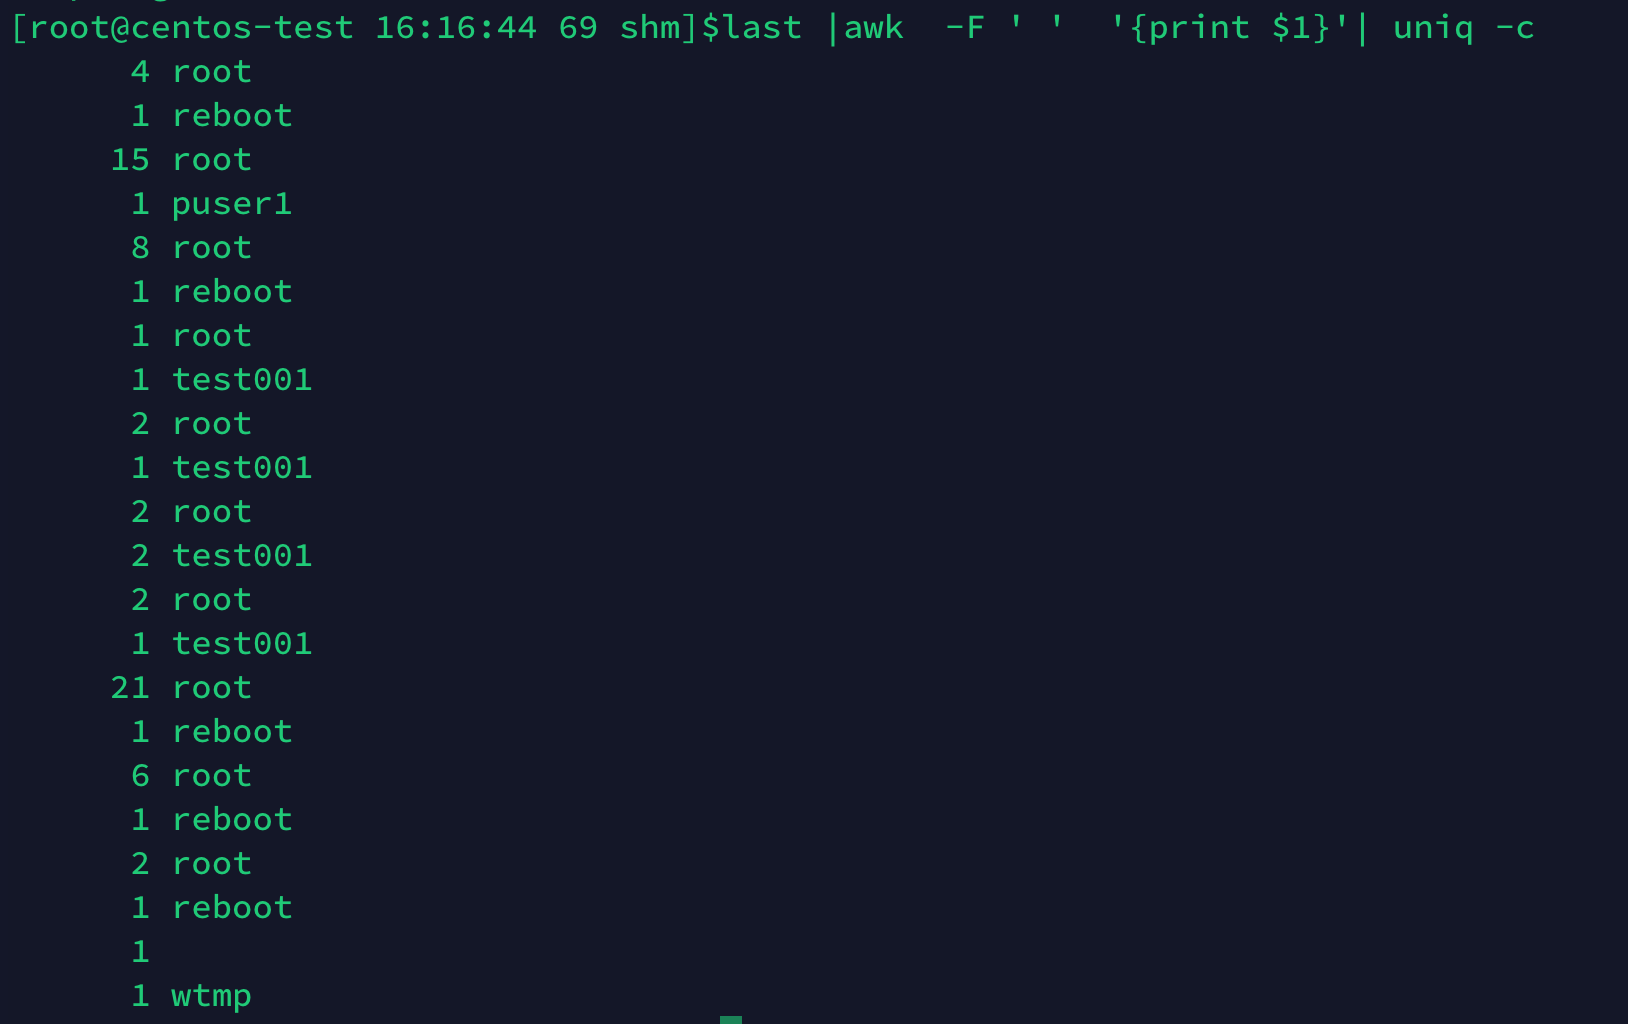 [root@centos-test 16:16:44 69 shm]$last |awk  -F ' '  '{print $1}'| uniq -c
      4 root
      1 reboot
     15 root
      1 puser1
      8 root
      1 reboot
      1 root
      1 test001
      2 root
      1 test001
      2 root
      2 test001
      2 root
      1 test001
     21 root
      1 reboot
      6 root
      1 reboot
      2 root
      1 reboot
      1
      1 wtmp